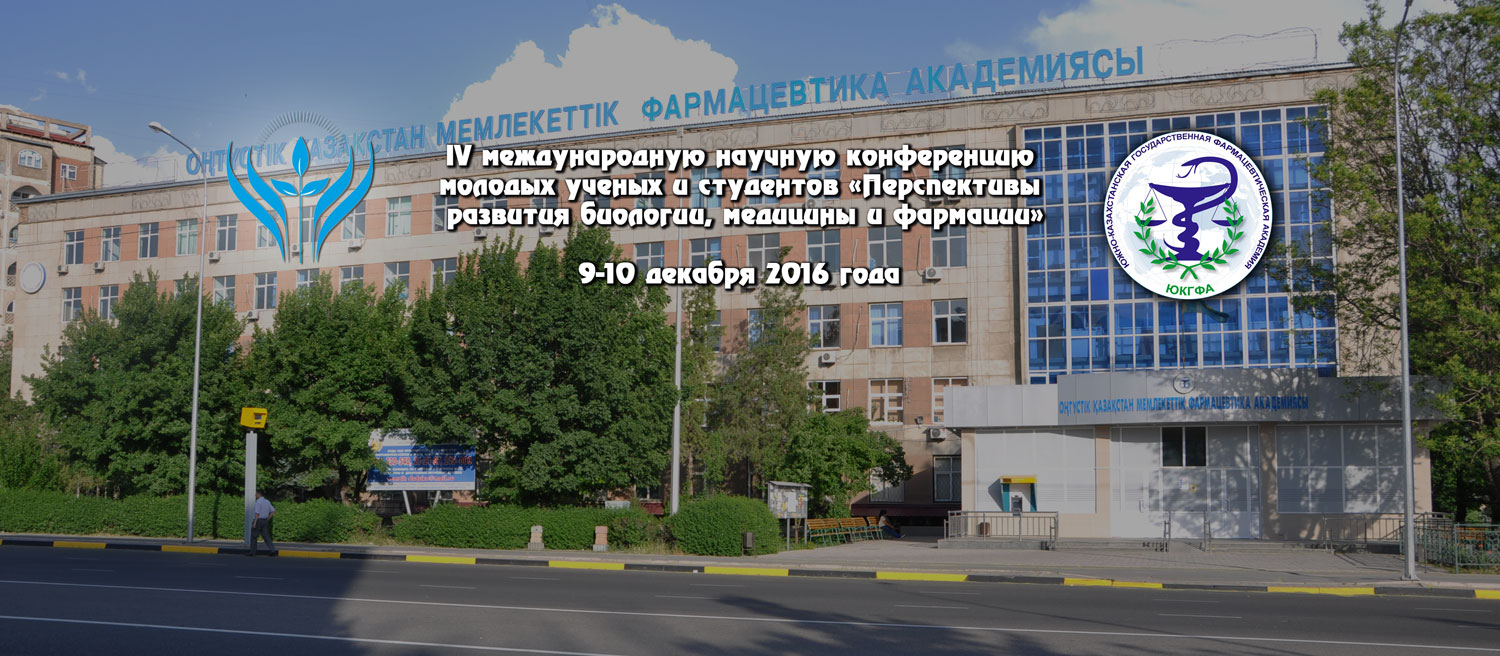 ОҢТҮСТІК ҚАЗАҚСТАН МЕМЛЕКЕТТІК ФАРМАЦЕВТИКА АКАДЕМИЯСЫ
IV международную научную конференцию
молодых ученых и студентов «Перспективы
развития биологии, медицины и фармации»
9-10 декабря 2016 года
ЮЖНО-КАЗАХСТАНСКАЯ ГОСУДАРСТВЕННАЯ ФАРМАЦЕВТИЧЕСКАЯ АКАДЕМИЯ
ЮКГФА
ОҢТҮСТІК ҚАЗАҚСТАН МЕМЛЕКЕТТІК ФАРМАЦЕВТИКА АКАДЕМИЯСЫ